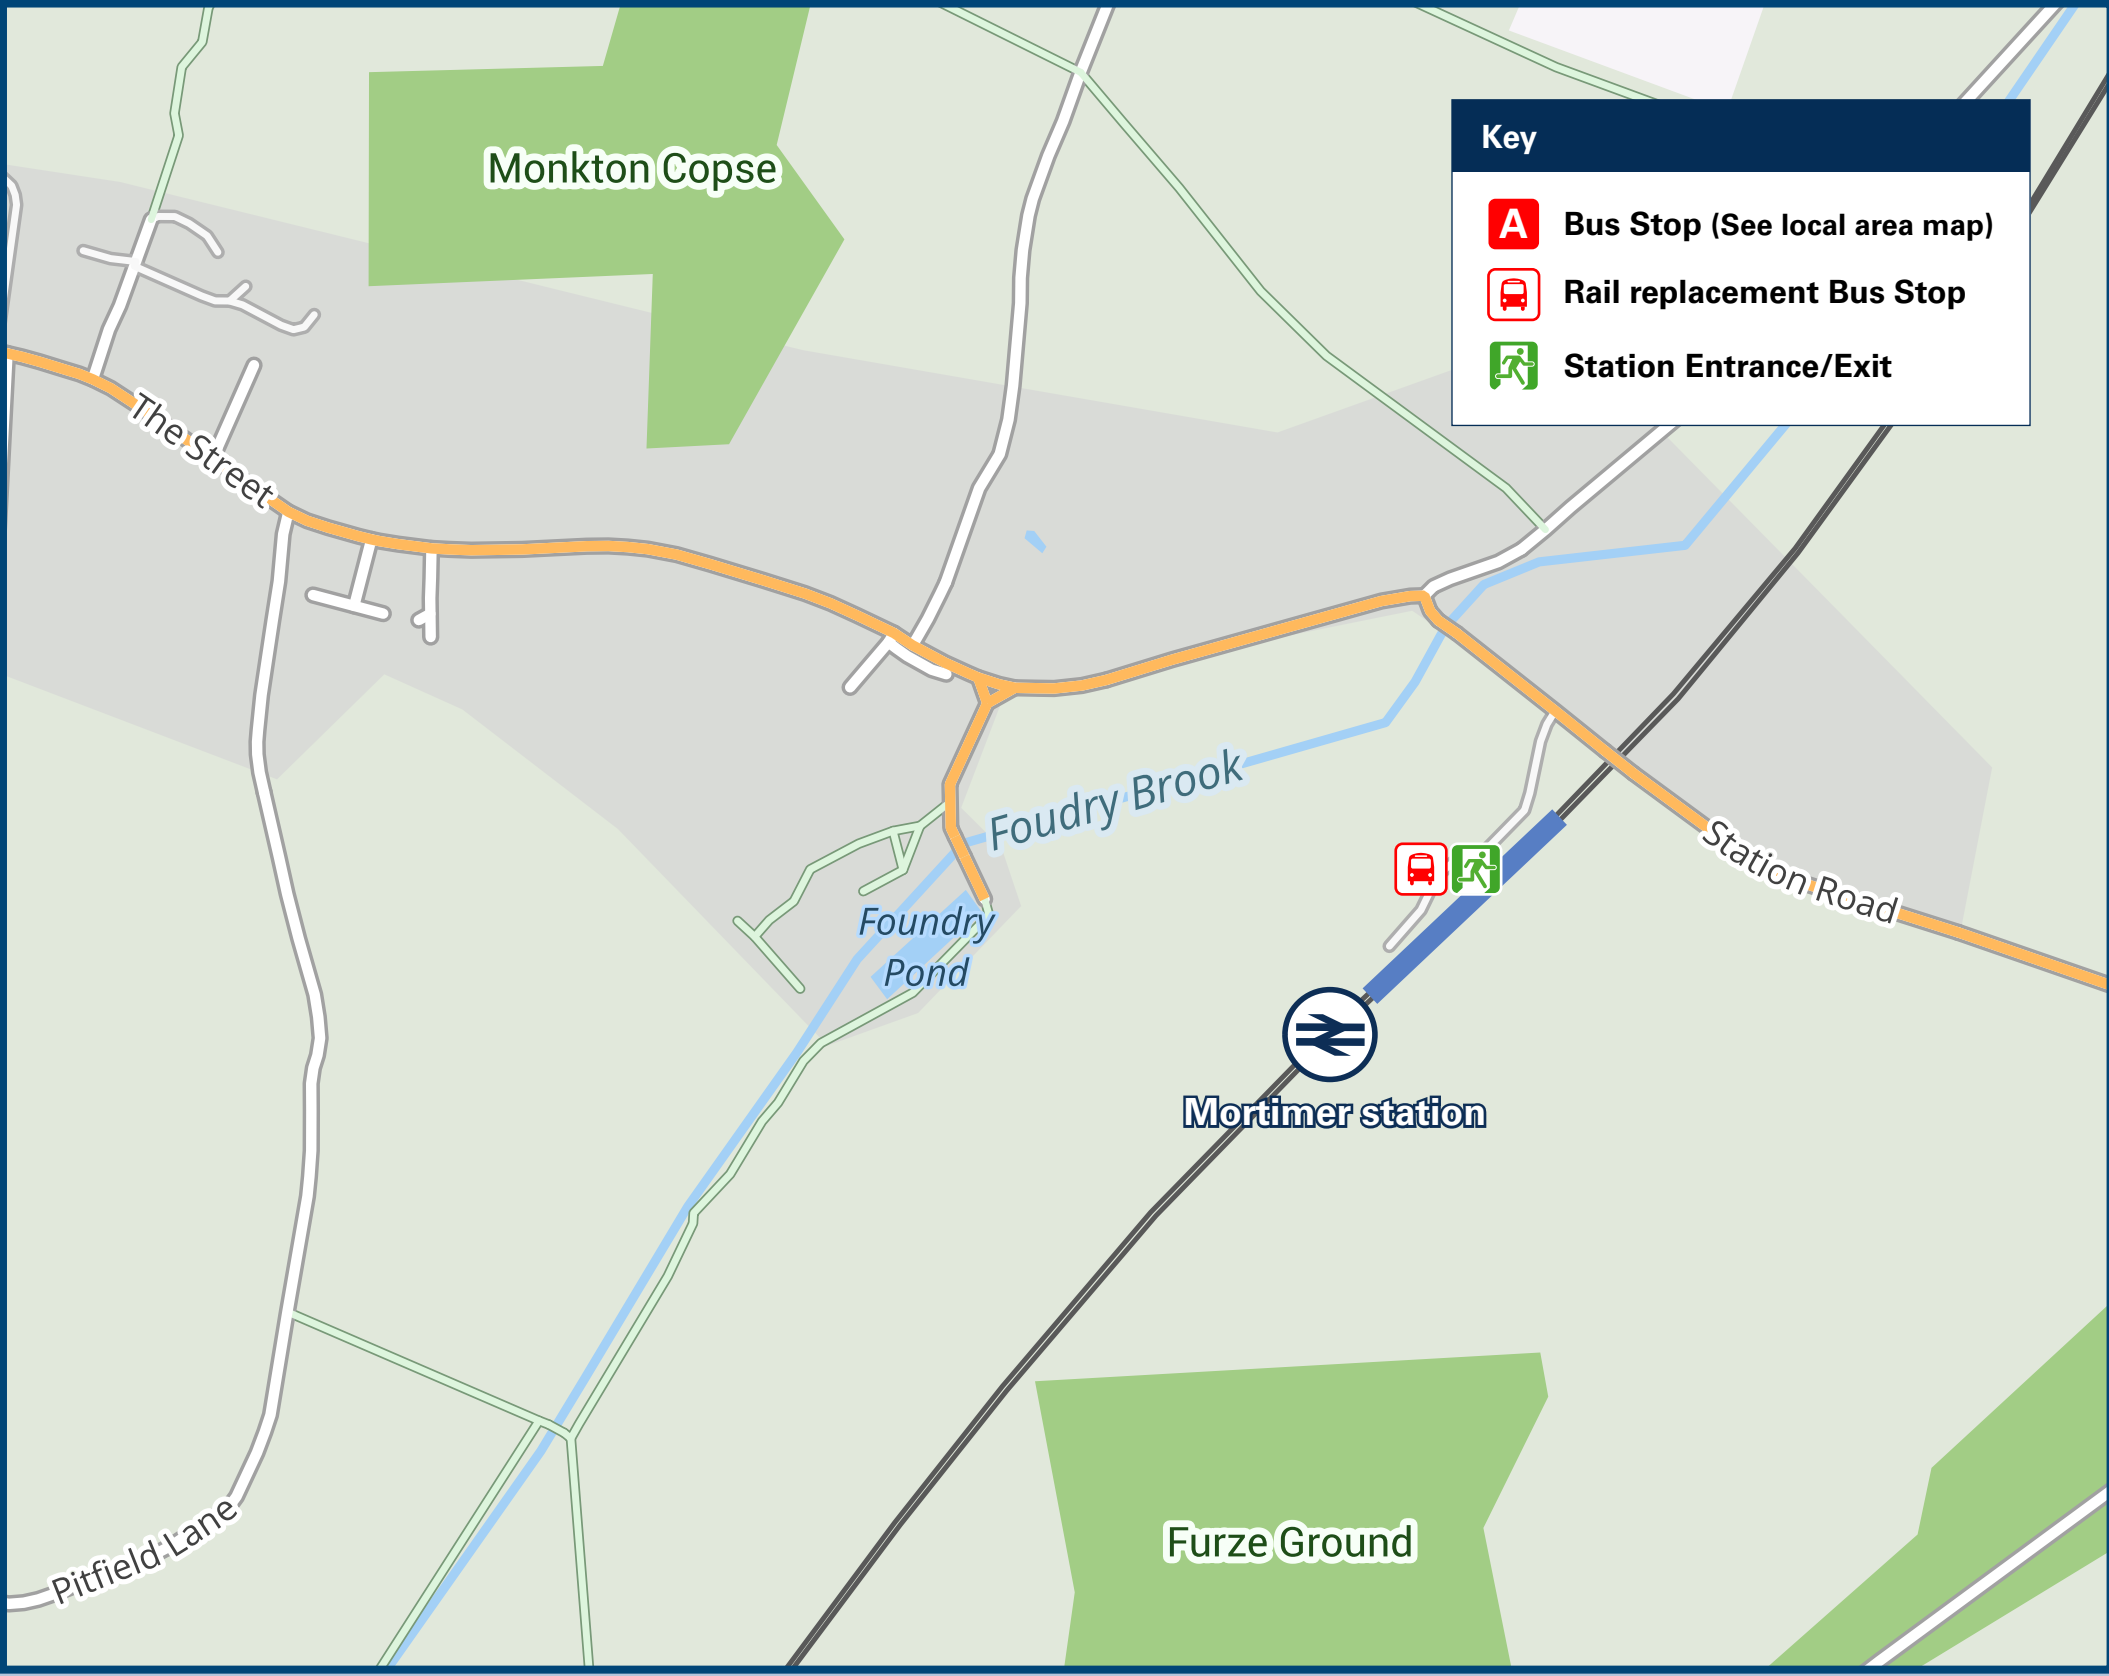 Monkton Copse
Key
A
Bus Stop (See local area map)
Rail replacement Bus Stop
Station Entrance/Exit
The Street
Foudry Brook
Station Road
Foundry
Pond
Mortimer station
Furze Ground
Pitfield Lane